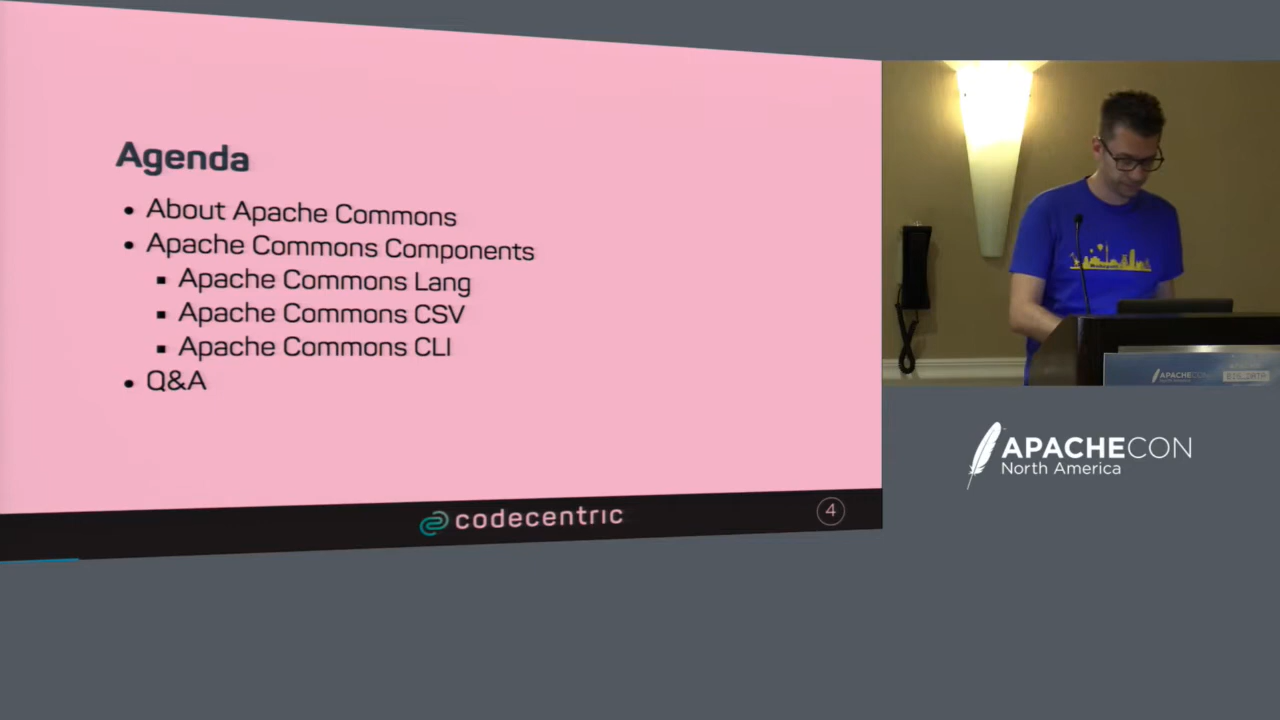 Agenda
• About Apache Commons
• Apache Commons Components
▪ Apache Commons Lang
▪ Apache Commons CSV
▪ Apache Commons CLI
• Q&A
codecentric
4
APACHECON
North America
APACHECON